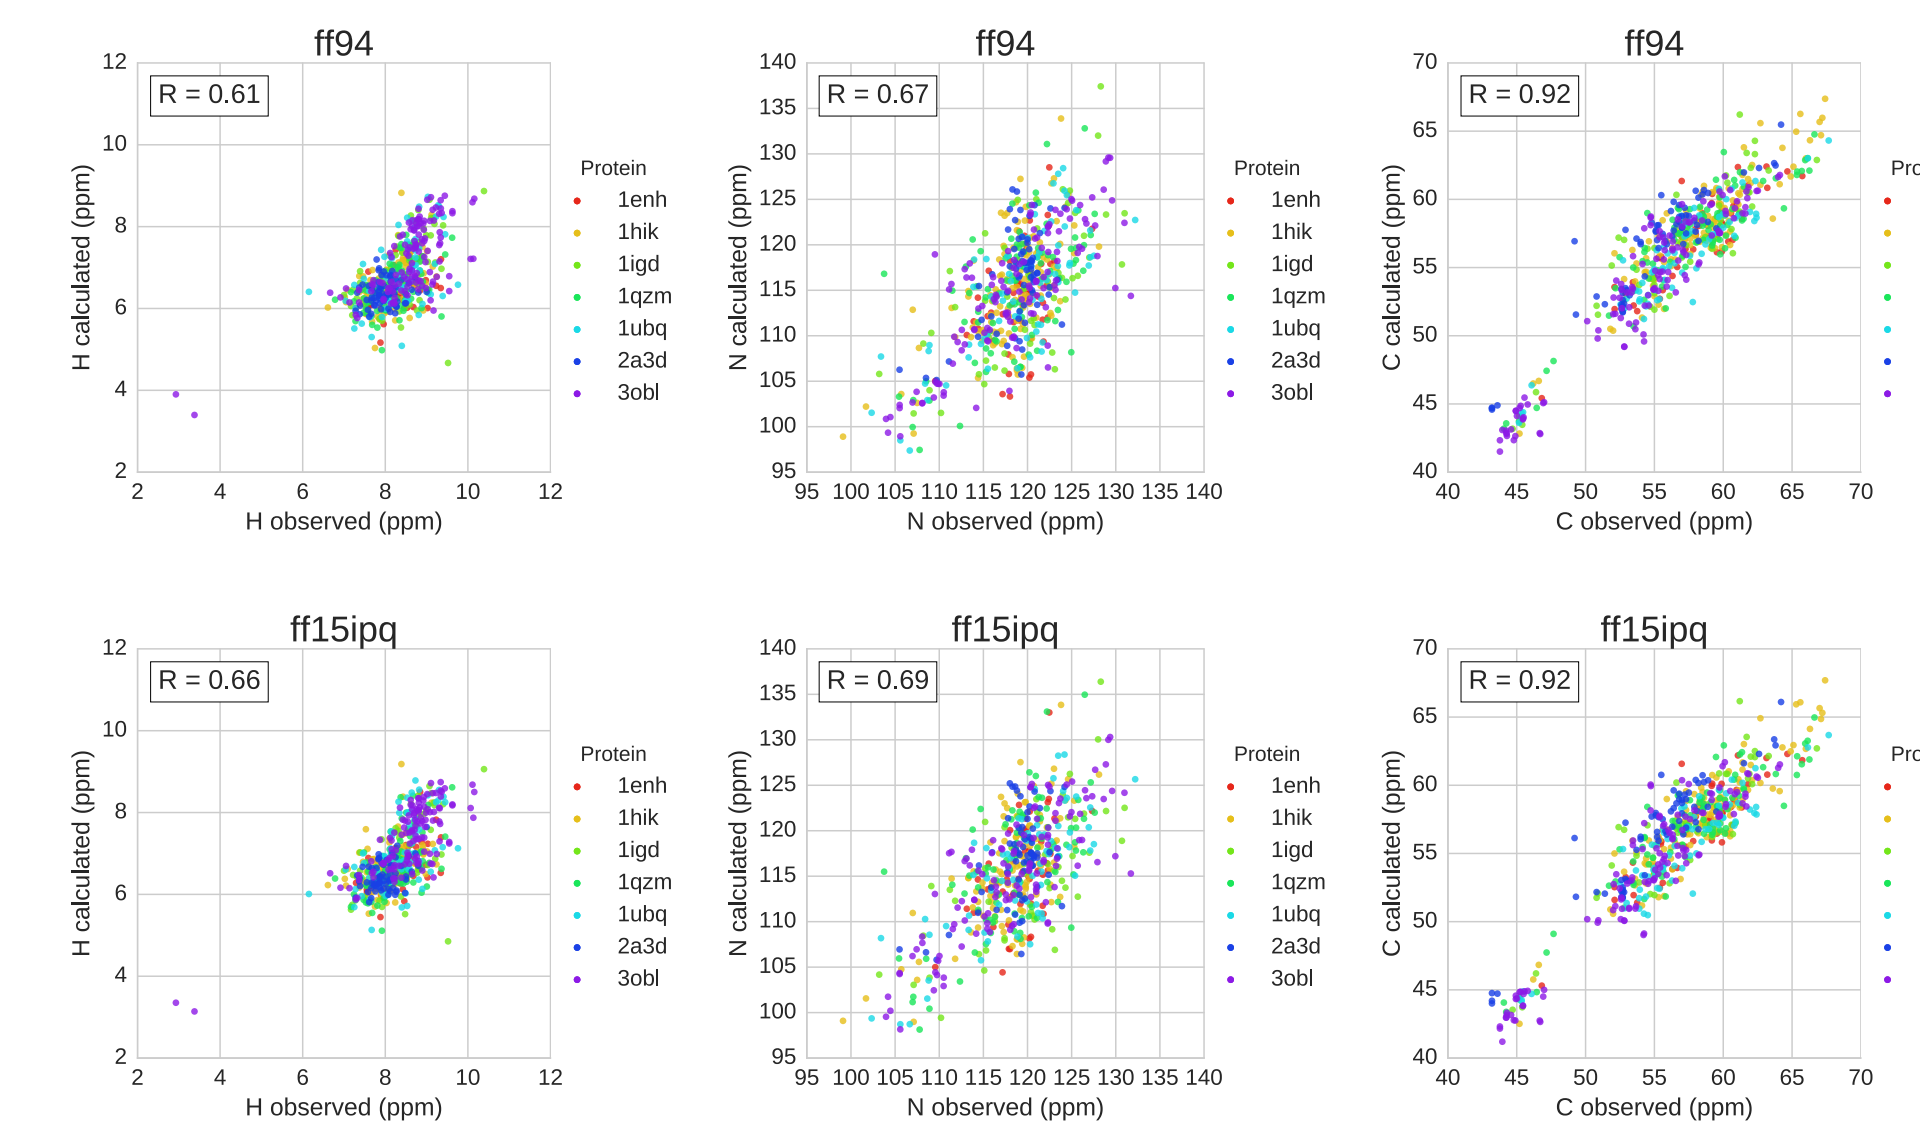 ff94
12
10
8
6
4
2
2 4 6 8 10 12
H calculated (ppm)
H observed (ppm)
R = 0.61
Protein
1enh
1hik
1igd
1qzm
1ubq
2a3d
3obl
ff94
140
135
130
125
120
115
110
105
100
95
95 100 105 110 115 120 125 130 135 140
N calculated (ppm)
N observed (ppm)
R = 0.67
Protein
1enh
1hik
1igd
1qzm
1ubq
2a3d
3obl
ff94
70
65
60
55
50
45
40
40 45 50 55 60 65 70
C calculated (ppm)
C observed (ppm)
R = 0.92
Pro
ff15ipq
12
10
8
6
4
2
2 4 6 8 10 12
H calculated (ppm)
H observed (ppm)
R = 0.66
Protein
1enh
1hik
1igd
1qzm
1ubq
2a3d
3obl
ff15ipq
140
135
130
125
120
115
110
105
100
95
95 100 105 110 115 120 125 130 135 140
N calculated (ppm)
N observed (ppm)
R = 0.69
Protein
1enh
1hik
1igd
1qzm
1ubq
2a3d
3obl
ff15ipq
70
65
60
55
50
45
40
40 45 50 55 60 65 70
C calculated (ppm)
C observed (ppm)
R = 0.92
Pro